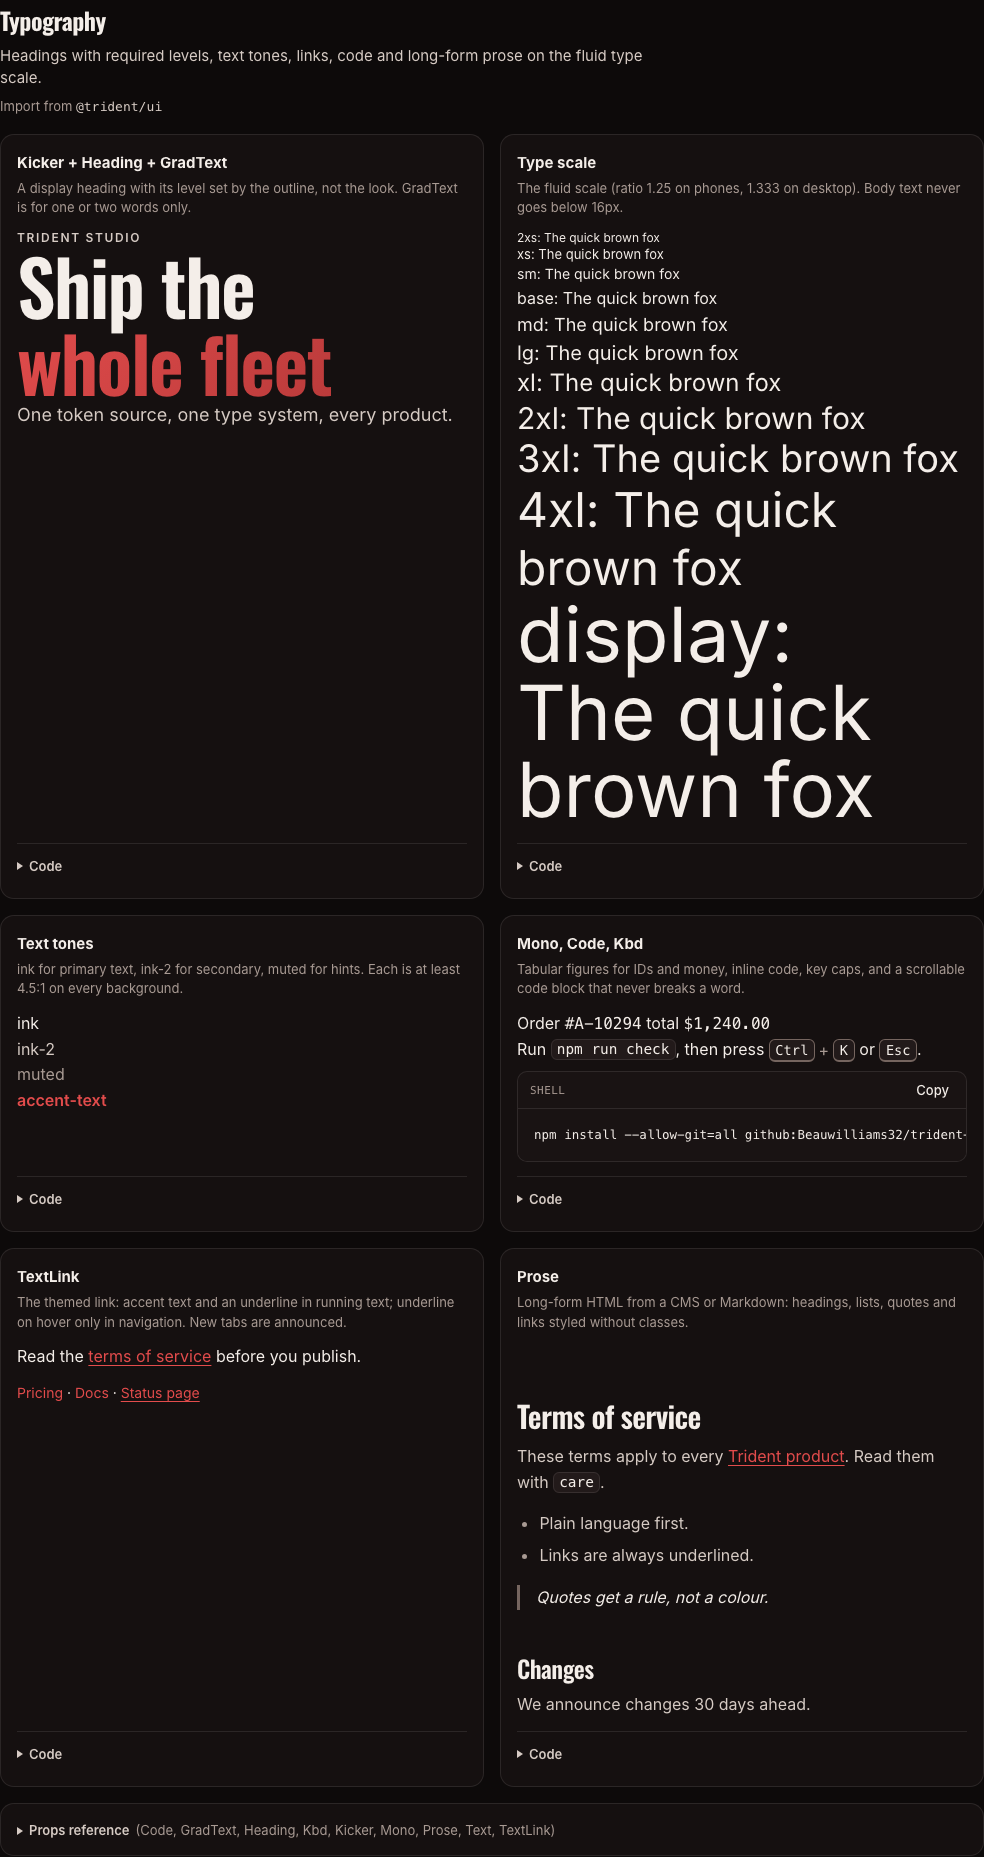 Typography
Headings with required levels, text tones, links, code and long-form prose on the fluid type
scale.
Import from @trident/ui
Kicker + Heading + GradText
A display heading with its level set by the outline, not the look. GradText
is for one or two words only.
TRIDENT STUDIO
Ship the
whole fleet
One token source, one type system, every product.
Code
Type scale
The fluid scale (ratio 1.25 on phones, 1.333 on desktop). Body text never
goes below 16px.
2xs: The quick brown fox
xs: The quick brown fox
sm: The quick brown fox
base: The quick brown fox
md: The quick brown fox
lg: The quick brown fox
xl: The quick brown fox
2xl: The quick brown fox
3xl: The quick brown fox
4xl: The quick
brown fox
display:
The quick
brown fox
Code
Text tones
ink for primary text, ink-2 for secondary, muted for hints. Each is at least
4.5:1 on every background.
ink
ink-2
muted
accent-text
Code
Mono, Code, Kbd
Tabular figures for IDs and money, inline code, key caps, and a scrollable
code block that never breaks a word.
Order #A-10294 total $1,240.00
Run npm run check, then press Ctrl + K or Esc.
SHELL Copy
npm install --allow-git=all github:Beauwilliams32/trident-
Code
TextLink
The themed link: accent text and an underline in running text; underline
on hover only in navigation. New tabs are announced.
Read the terms of service before you publish.
Pricing · Docs · Status page
Code
Prose
Long-form HTML from a CMS or Markdown: headings, lists, quotes and
links styled without classes.
Terms of service
These terms apply to every Trident product. Read them
with care.
• Plain language first.
• Links are always underlined.
Quotes get a rule, not a colour.
Changes
We announce changes 30 days ahead.
Code
Props reference (Code, GradText, Heading, Kbd, Kicker, Mono, Prose, Text, TextLink)